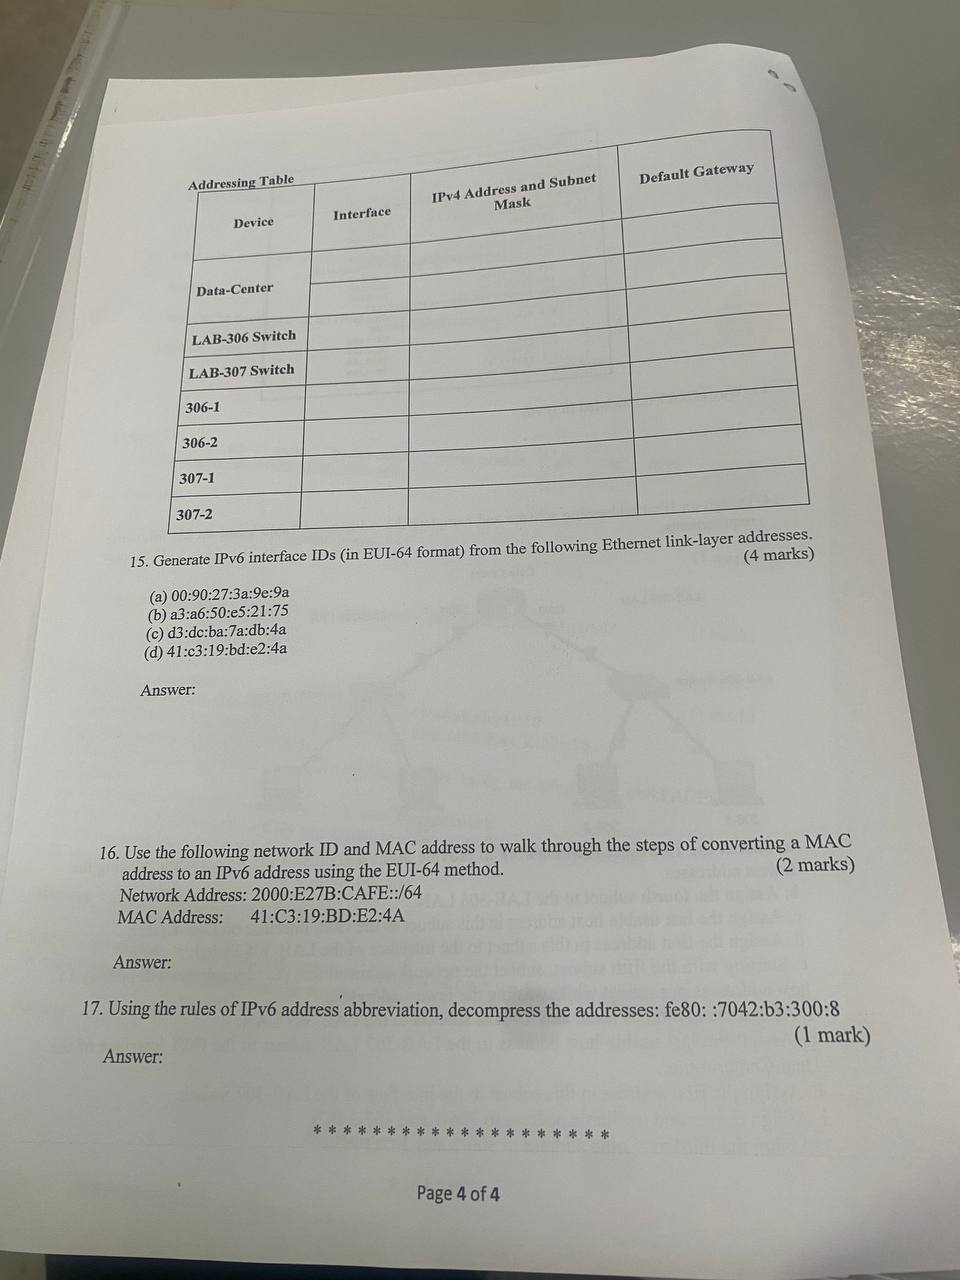 Addressing Table
Device
Interface
IPv4 Address and Subnet
Mask
Default Gateway
Data-Center
LAB-306 Switch
LAB-307 Switch
306-1
306-2
307-1
307-2
15. Generate IPv6 interface IDs (in EUI-64 format) from the following Ethernet link-layer addresses.
(4 marks)
(a) 00:90:27:3a:9e:9a
(b) a3:a6:50:e5:21:75
(c) d3:dc:ba:7a:db:4a
(d) 41:c3:19:bd:e2:4a
Answer:
16. Use the following network ID and MAC address to walk through the steps of converting a MAC
address to an IPv6 address using the EUI-64 method.
(2 marks)
Network Address: 2000:E27B:CAFE::/64
MAC Address: 41:C3:19:BD:E2:4A
Answer:
17. Using the rules of IPv6 address abbreviation, decompress the addresses: fe80: :7042:b3:300:8
(1 mark)
Answer:
* * * * * * * * * * * * * * * * * * * *
Page 4 of 4